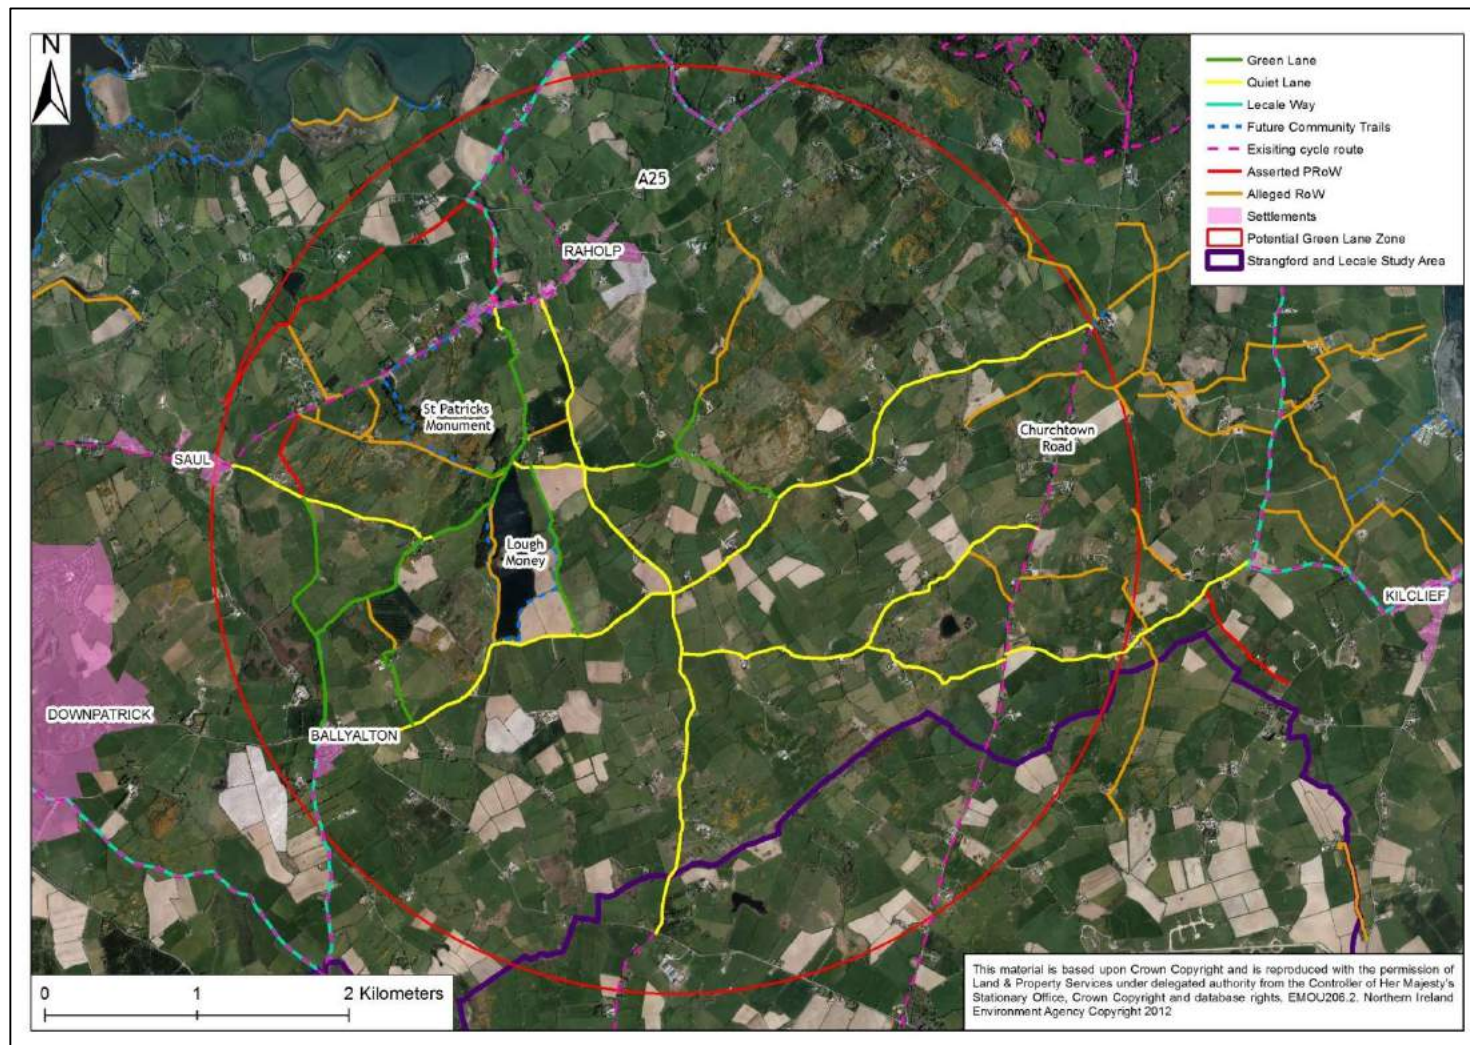 N
Green Lane
Quiet Lane
Lecale Way
Future Community Trails
Exisiting cycle route
Asserted PRoW
Alleged RoW
Settlements
Potential Green Lane Zone
Strangford and Lecale Study Area
A25
RAHOLP
St Patricks
Monument
Churchtown
Road
SAUL
Lough
Money
KILCLIEF
DOWNPATRICK
BALLYALTON
0 1 2 Kilometers
This material is based upon Crown Copyright and is reproduced with the permission of
Land & Property Services under delegated authority from the Controller of Her Majesty's
Stationary Office, Crown Copyright and database rights, EMOU206.2. Northern Ireland
Environment Agency Copyright 2012